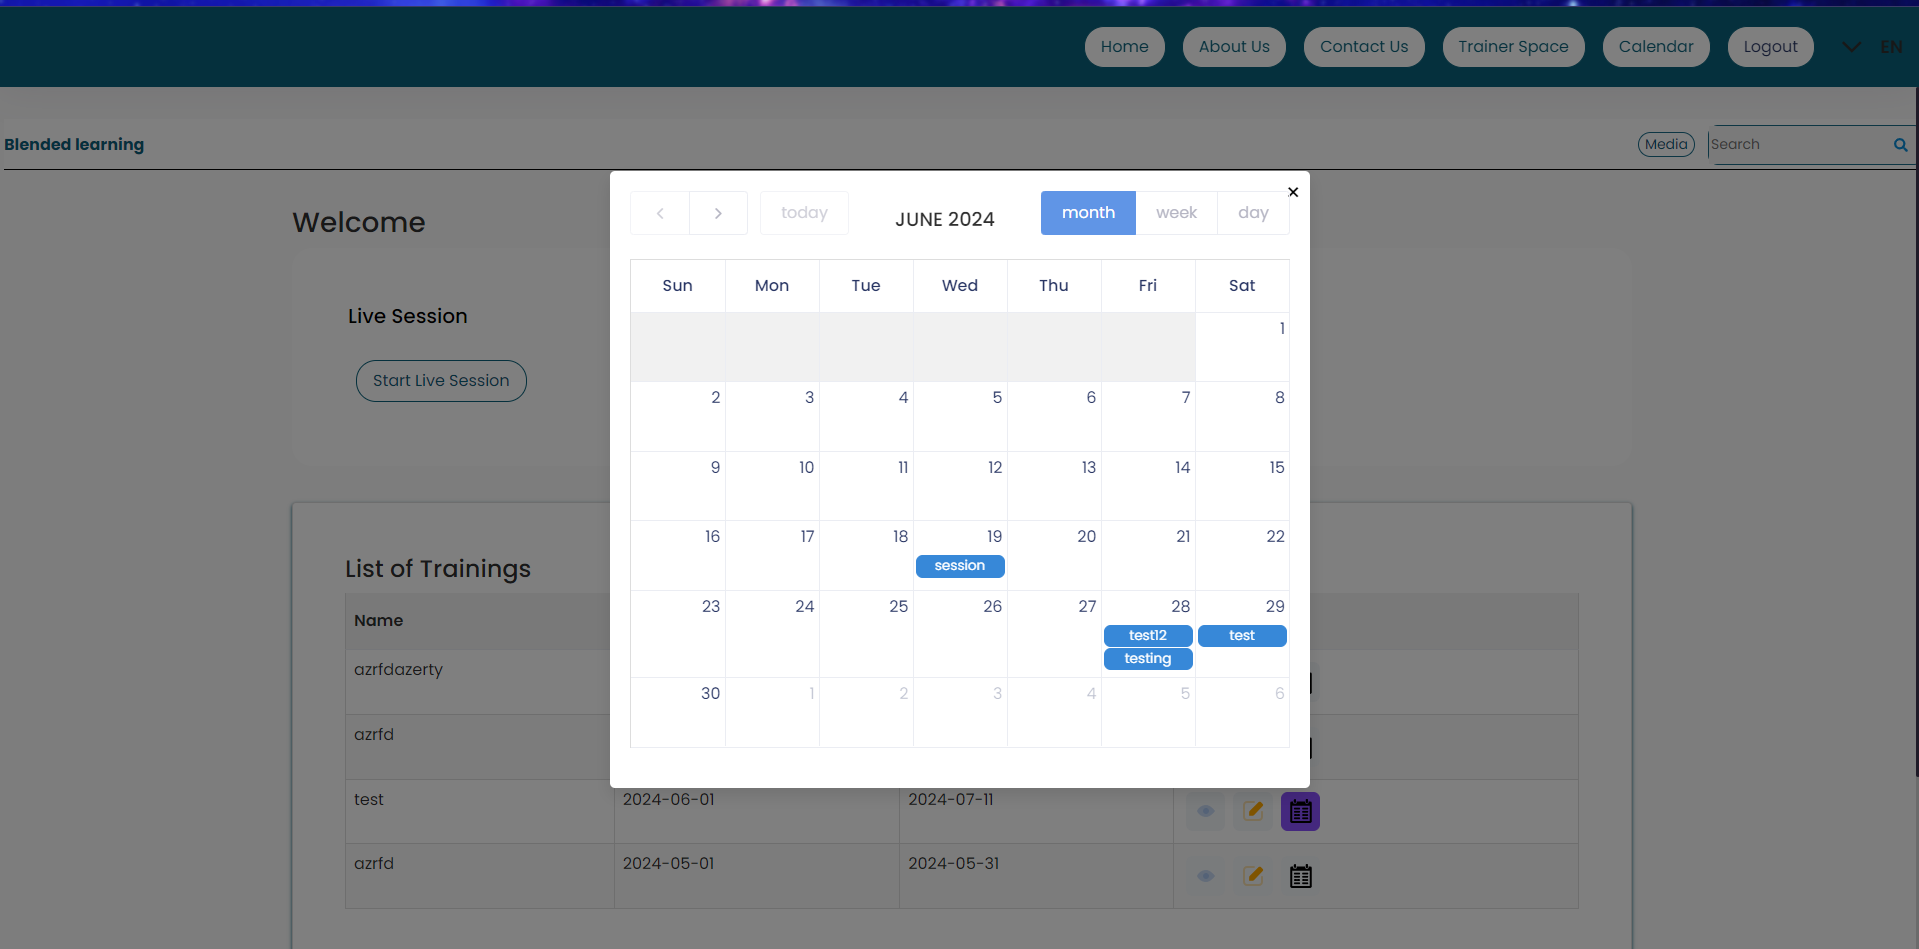 Home About Us Contact Us Trainer Space Calendar Logout EN
Blended learning
Media Search
Welcome
Live Session
Start Live Session
today JUNE 2024 month week day
Sun Mon Tue Wed Thu Fri Sat
1
2 3 4 5 6 7 8
9 10 11 12 13 14 15
16 17 18 19 20 21 22
session
23 24 25 26 27 28 29
test12 test
testing
30 1 2 3 4 5 6
List of Trainings
Name
azrfdazerty
azrfd
test 2024-06-01 2024-07-11
azrfd 2024-05-01 2024-05-31